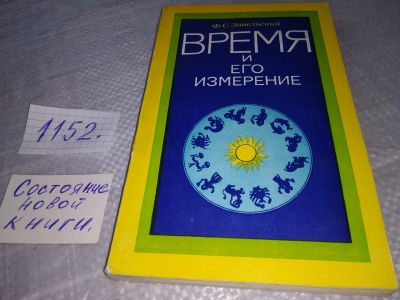 Ф.С. Завельский
ВРЕМЯ
И
ЕГО
ИЗМЕРЕНИЕ
1152.
Состояние
новой
книги.